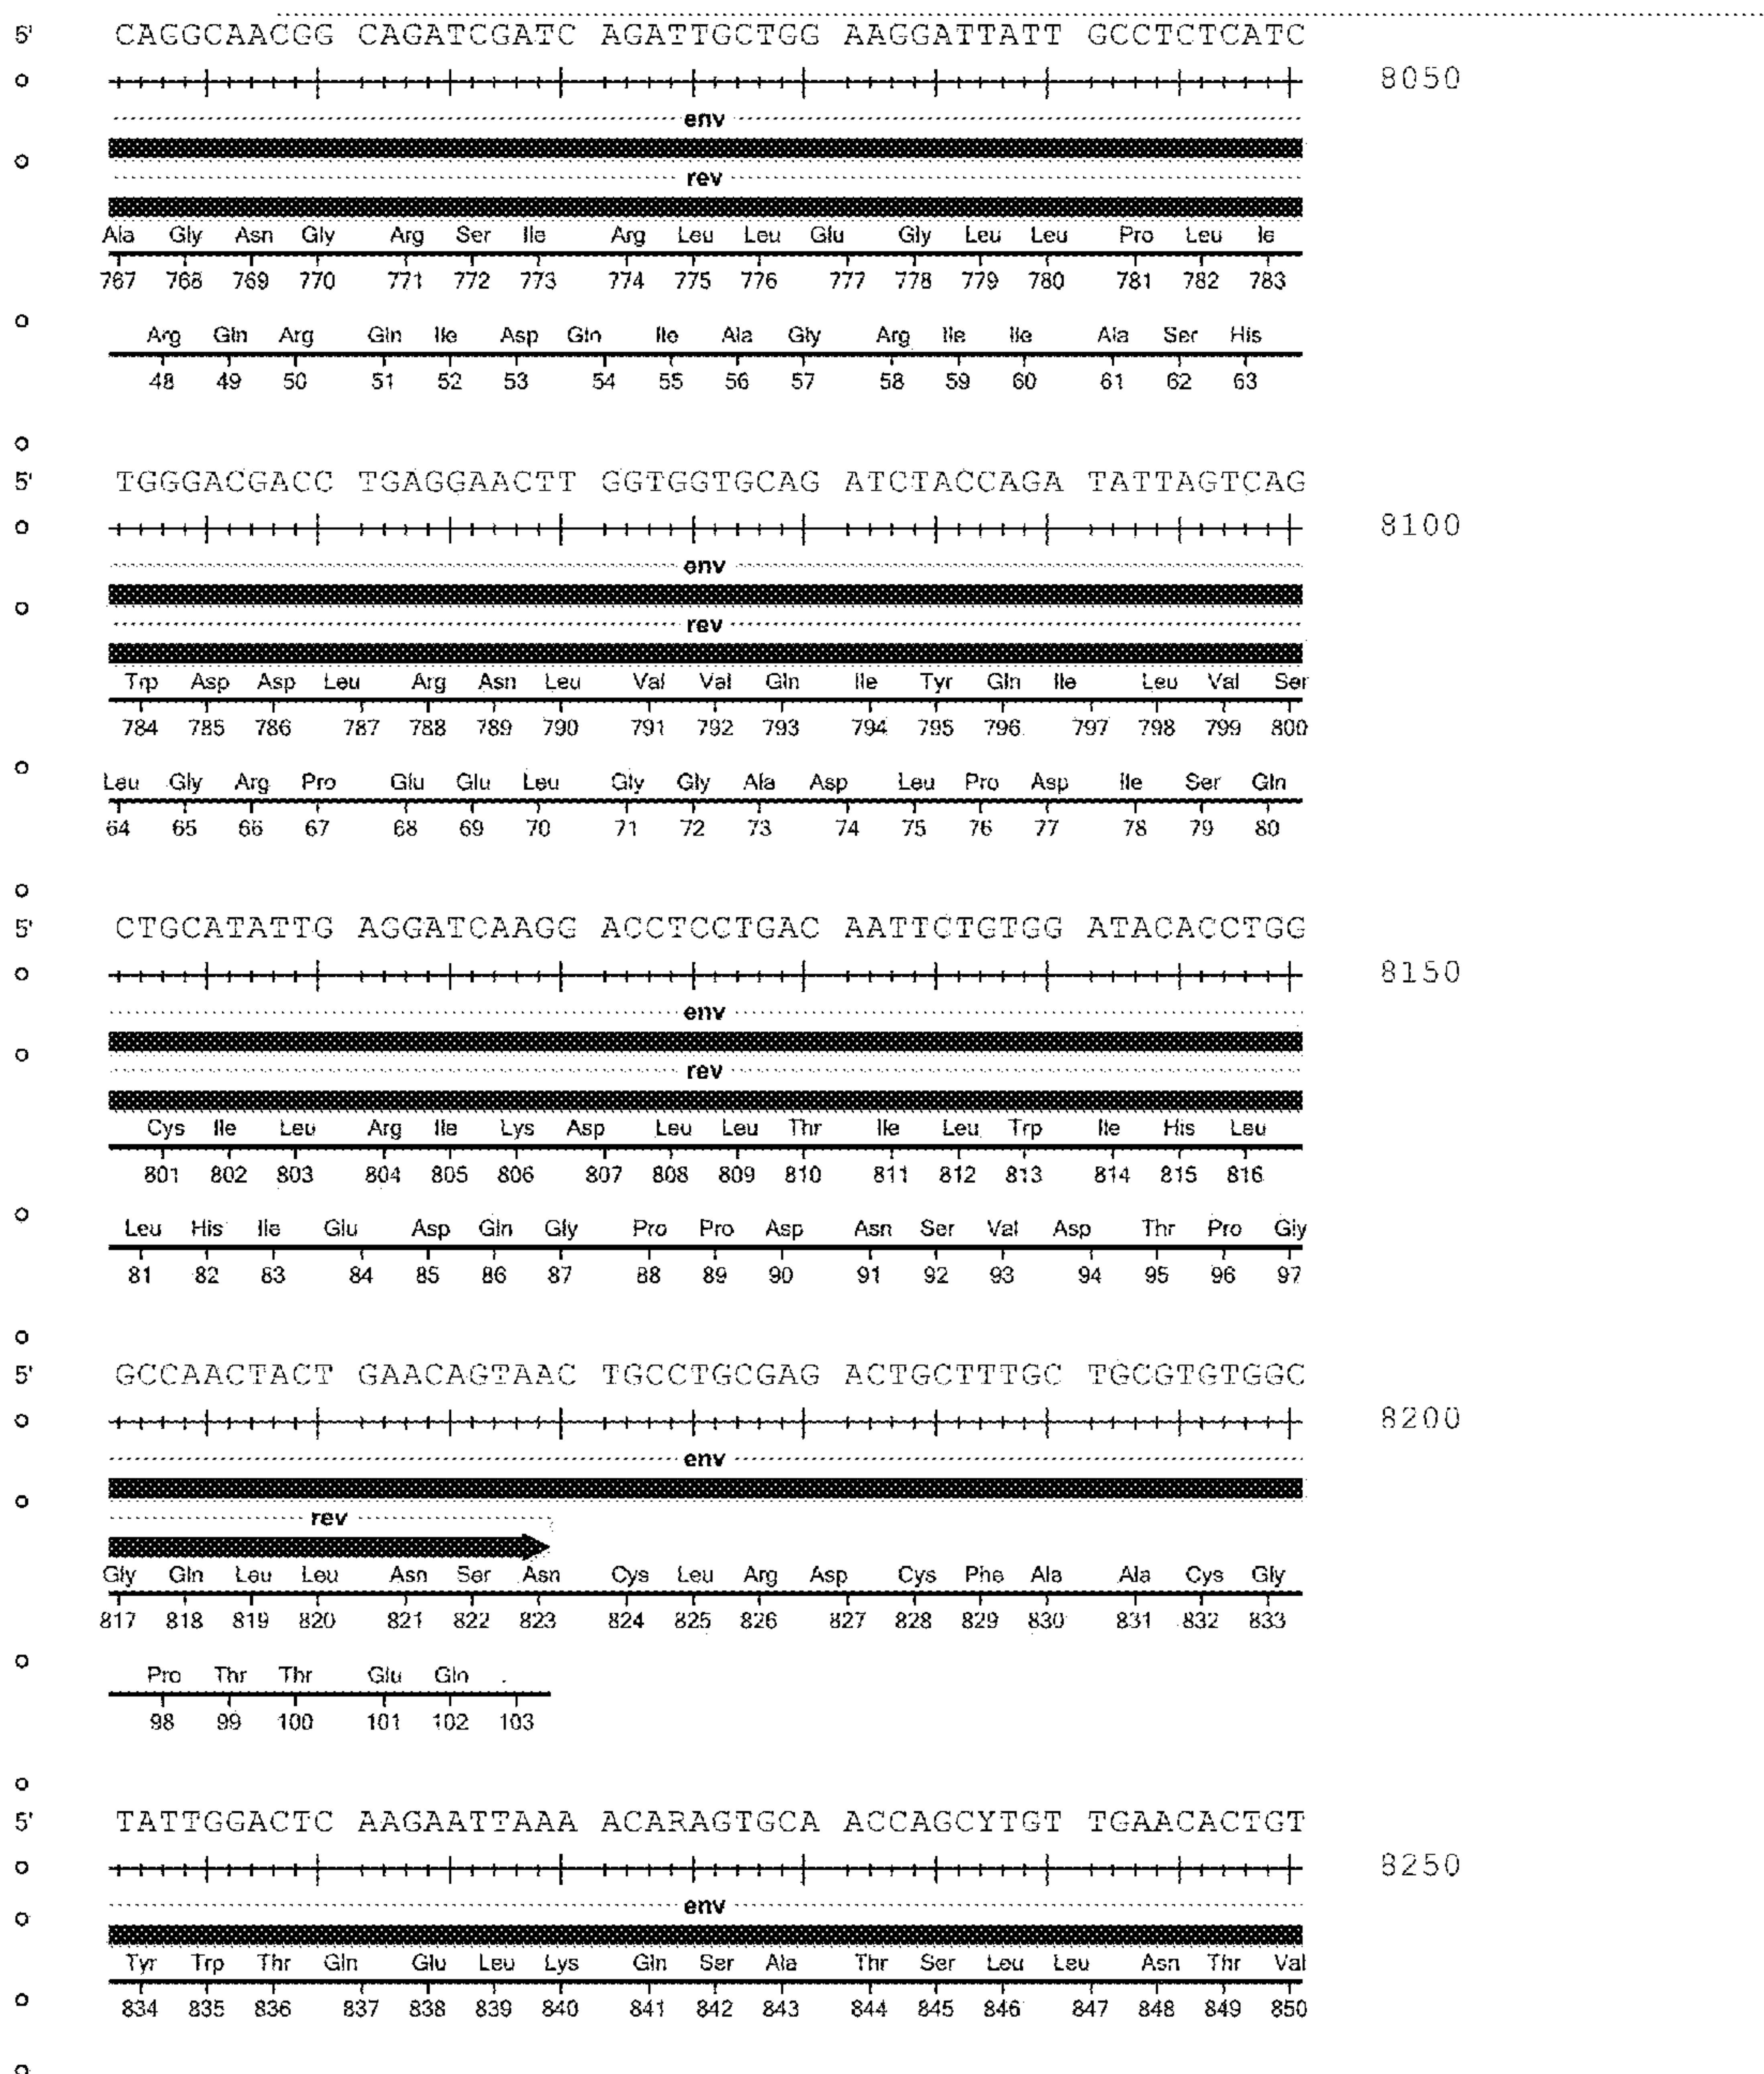 5' CAGGCAACGG CAGATCGATC AGATTGCTGG AAGGATTATT GCCTCTCATC
8050
env
rev
Ala Gly Asn Gly Arg Ser Ile Arg Leu Leu Glu Gly Leu Leu Pro Leu Ie
767 768 769 770 771 772 773 774 775 776 777 778 779 780 781 782 783
Arg Gln Arg Gln Ile Asp Gln Ile Ala Gly Arg Ile Ile Ala Ser His
48 49 50 51 52 53 54 55 56 57 58 59 60 61 62 63
5' TGGGACGACC TGAGGAACTT GGTGGTGCAG ATCTACCAGA TATTAGTCAG
8100
env
rev
Trp Asp Asp Leu Arg Asn Leu Val Val Gln Ile Tyr Gln Ile Leu Val Ser
784 785 786 787 788 789 790 791 792 793 794 795 796 797 798 799 800
Leu Gly Arg Pro Glu Glu Leu Gly Gly Ala Asp Leu Pro Asp Ile Ser Gln
64 65 66 67 68 69 70 71 72 73 74 75 76 77 78 79 80
5' CTGCATATTG AGGATCAAGG ACCTCCTGAC AATTCTGTGG ATACACCTGG
8150
env
rev
Cys Ile Leu Arg Ile Lys Asp Leu Leu Thr Ile Leu Trp Ile His Leu
801 802 803 804 805 806 807 808 809 810 811 812 813 814 815 816
Leu His Ile Glu Asp Gln Gly Pro Pro Asp Asn Ser Val Asp Thr Pro Gly
81 82 83 84 85 86 87 88 89 90 91 92 93 94 95 96 97
5' GCCAACTACT GAACAGTAAC TGCCTGCGAG ACTGCTTTGC TGCGTGTGGC
8200
env
rev
Gly Gln Leu Leu Asn Ser Asn Cys Leu Arg Asp Cys Phe Ala Ala Cys Gly
817 818 819 820 821 822 823 824 825 826 827 828 829 830 831 832 833
Pro Thr Thr Glu Gln .
98 99 100 101 102 103
5' TATTGGACTC AAGAATTAAA ACARAGTGCA ACCAGCYTGT TGAACACTGT
8250
env
Tyr Trp Thr Gln Glu Leu Lys Gln Ser Ala Thr Ser Leu Leu Asn Thr Val
834 835 836 837 838 839 840 841 842 843 844 845 846 847 848 849 850